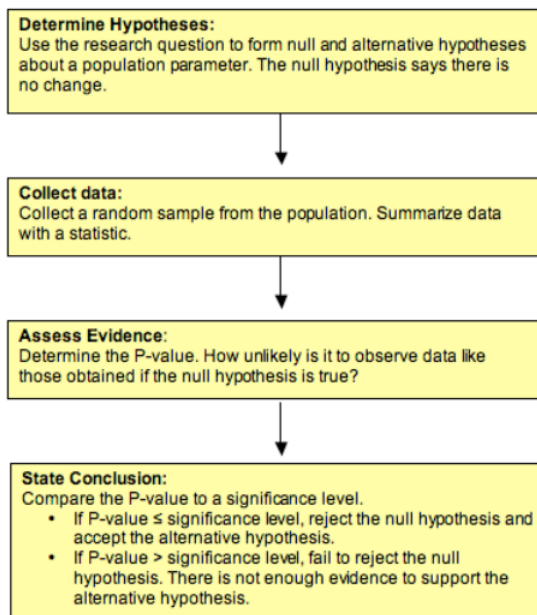 Determine Hypotheses:
Use the research question to form null and alternative hypotheses
about a population parameter. The null hypothesis says there is
no change.
Collect data:
Collect a random sample from the population. Summarize data
with a statistic.
Assess Evidence:
Determine the P-value. How unlikely is it to observe data like
those obtained if the null hypothesis is true?
State Conclusion:
Compare the P-value to a significance level.
• If P-value ≤ significance level, reject the null hypothesis and
accept the alternative hypothesis.
• If P-value > significance level, fail to reject the null
hypothesis. There is not enough evidence to support the
alternative hypothesis.